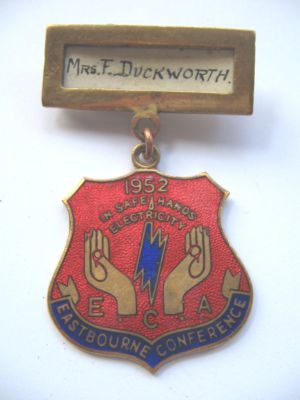 MRS. F. DUCKWORTH.
1952
IN SAFE HANDS
ELECTRICITY
E. C. A
EASTBOURNE CONFERENCE